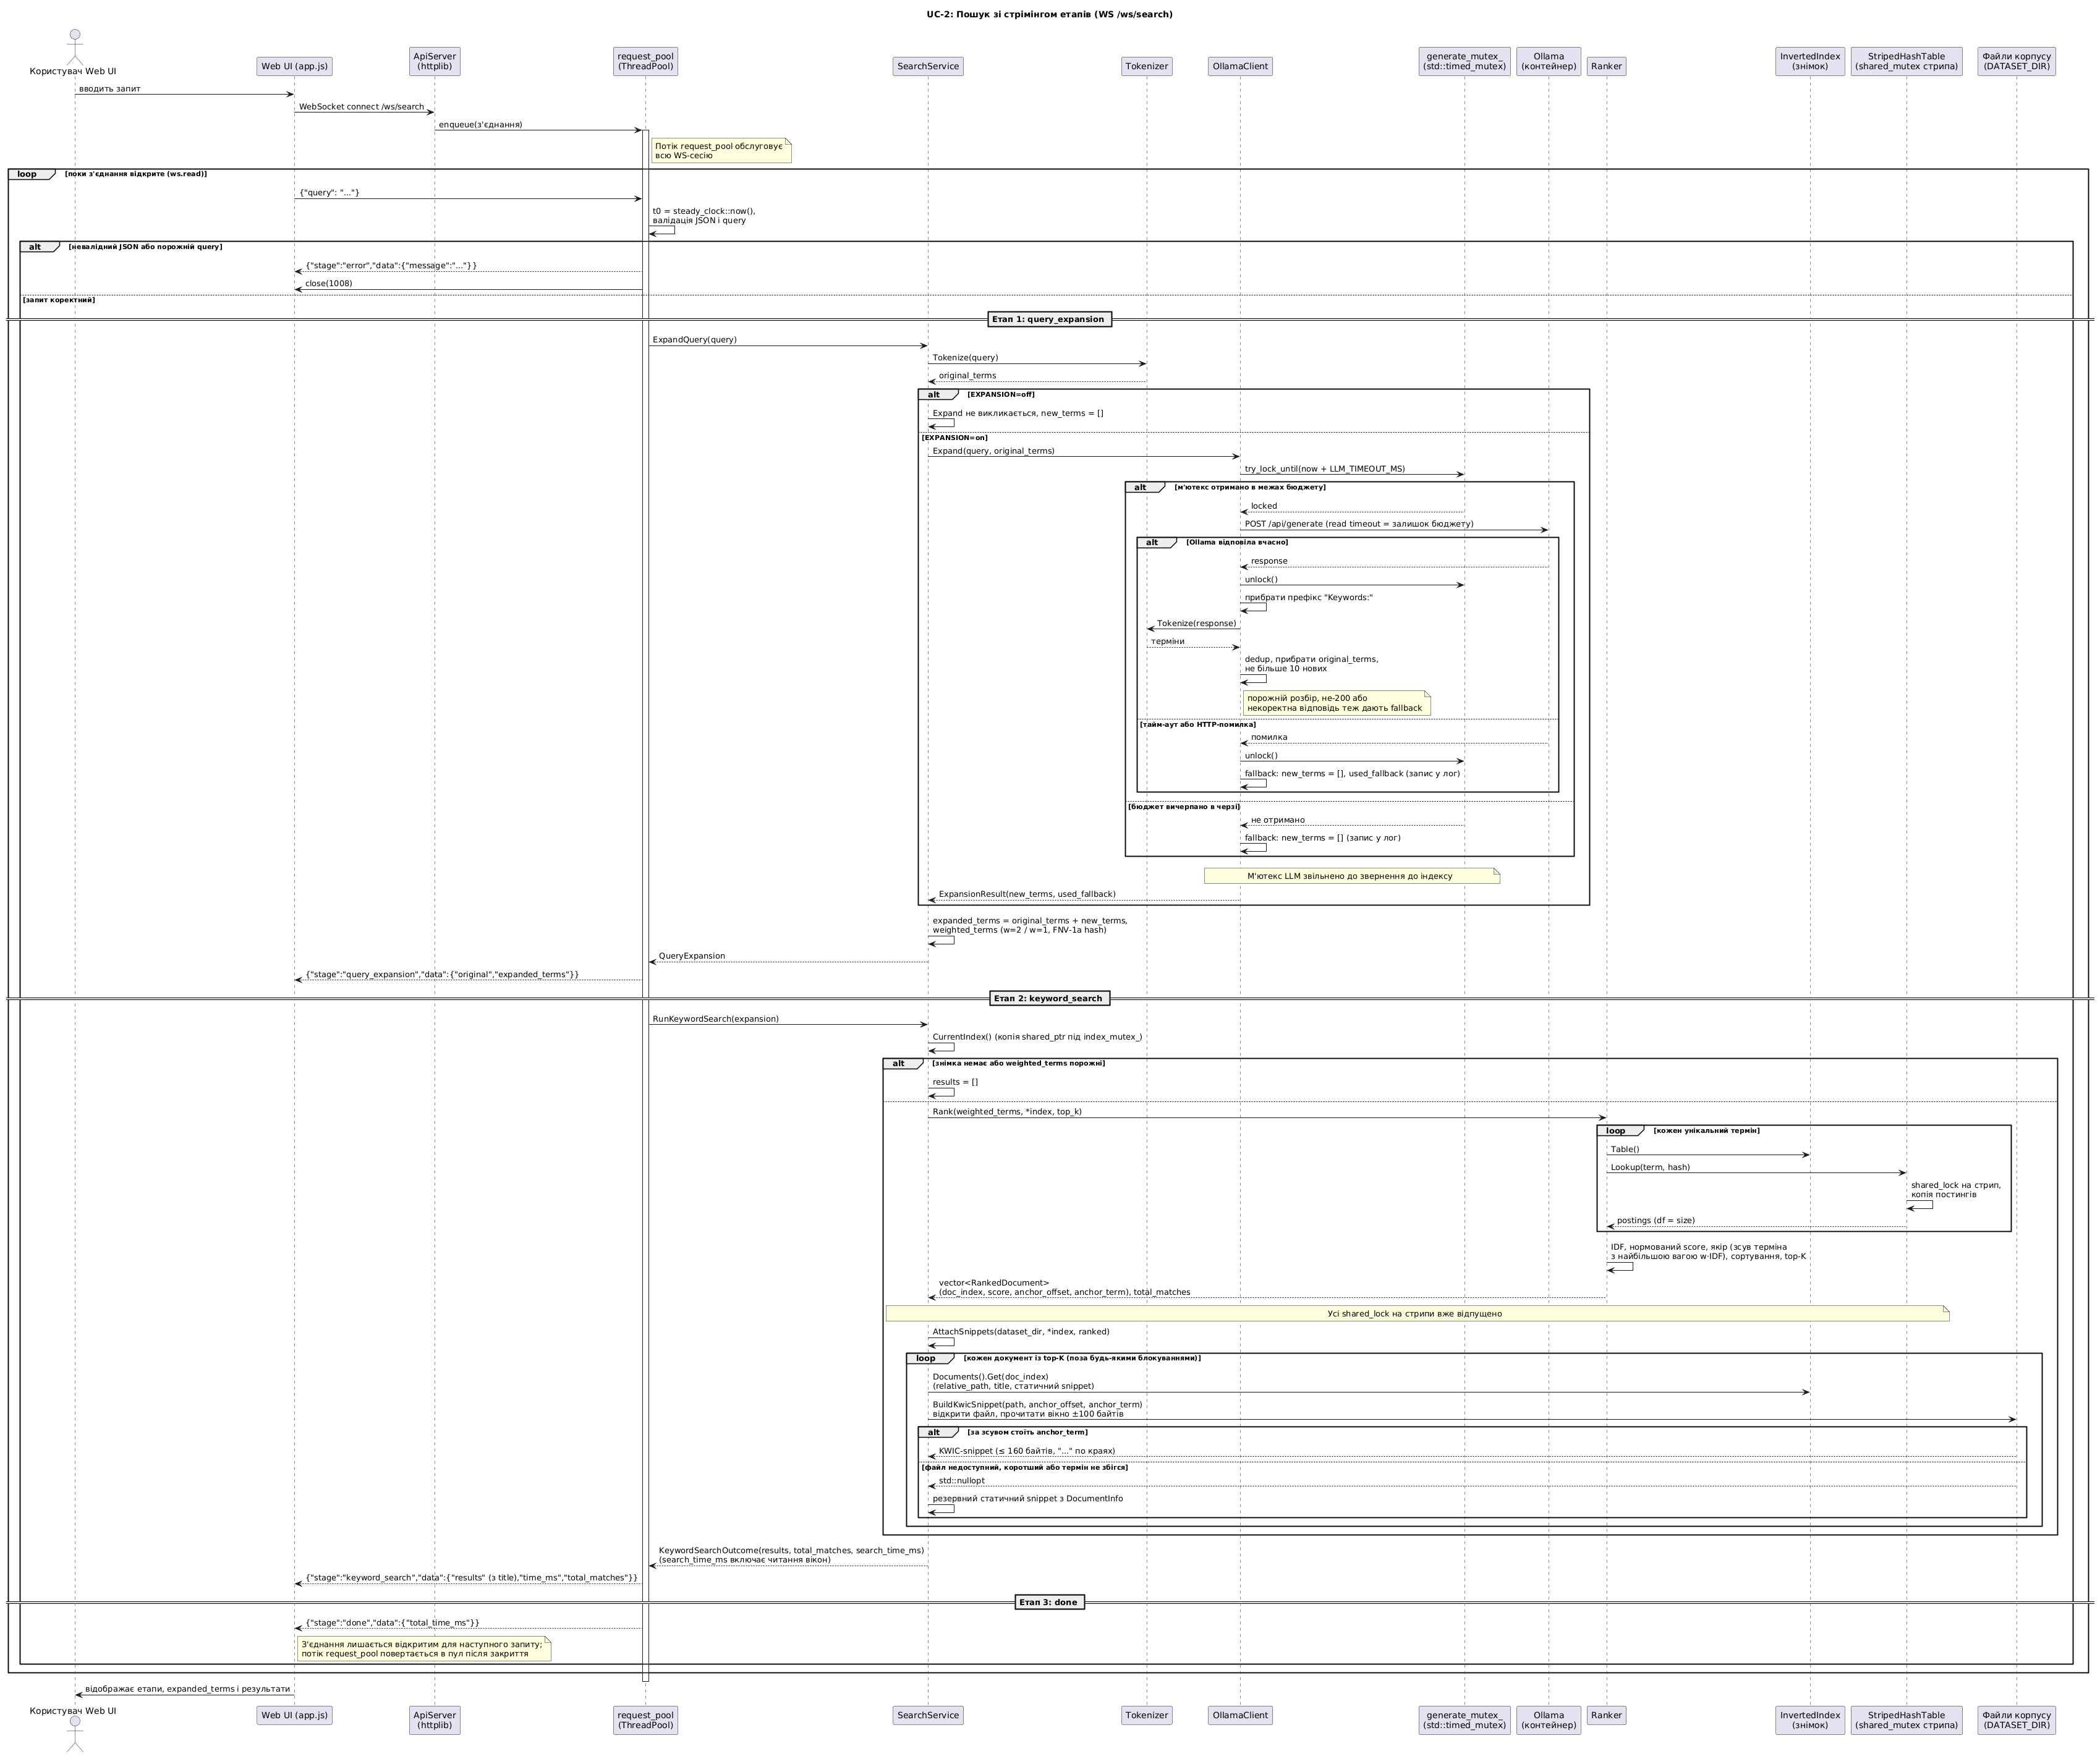 UC-2: Пошук зі стрімінгом етапів (WS /ws/search)
Користувач Web UI
Web UI (app.js)
ApiServer
(httplib)
request_pool
(ThreadPool)
SearchService
Tokenizer
OllamaClient
generate_mutex_
(std::timed_mutex)
Ollama
(контейнер)
Ranker
InvertedIndex
(знімок)
StripedHashTable
(shared_mutex стрипа)
Файли корпусу
(DATASET_DIR)
вводить запит
WebSocket connect /ws/search
enqueue(з'єднання)
Потік request_pool обслуговує
всю WS-сесію
loop [поки з'єднання відкрите (ws.read)]
{"query": "..."}
t0 = steady_clock::now(),
валідація JSON і query
alt [невалідний JSON або порожній query]
{"stage":"error","data":{"message":"..."}}
close(1008)
[запит коректний]
Етап 1: query_expansion
ExpandQuery(query)
Tokenize(query)
original_terms
alt [EXPANSION=off]
Expand не викликається, new_terms = []
[EXPANSION=on]
Expand(query, original_terms)
try_lock_until(now + LLM_TIMEOUT_MS)
alt [м'ютекс отримано в межах бюджету]
locked
POST /api/generate (read timeout = залишок бюджету)
alt [Ollama відповіла вчасно]
response
unlock()
прибрати префікс "Keywords:"
Tokenize(response)
терміни
dedup, прибрати original_terms,
не більше 10 нових
порожній розбір, не-200 або
некоректна відповідь теж дають fallback
[тайм-аут або HTTP-помилка]
помилка
unlock()
fallback: new_terms = [], used_fallback (запис у лог)
[бюджет вичерпано в черзі]
не отримано
fallback: new_terms = [] (запис у лог)
М'ютекс LLM звільнено до звернення до індексу
ExpansionResult(new_terms, used_fallback)
expanded_terms = original_terms + new_terms,
weighted_terms (w=2 / w=1, FNV-1a hash)
QueryExpansion
{"stage":"query_expansion","data":{"original","expanded_terms"}}
Етап 2: keyword_search
RunKeywordSearch(expansion)
CurrentIndex() (копія shared_ptr під index_mutex_)
alt [знімка немає або weighted_terms порожні]
results = []
Rank(weighted_terms, *index, top_k)
loop [кожен унікальний термін]
Table()
Lookup(term, hash)
shared_lock на стрип,
копія постингів
postings (df = size)
IDF, нормований score, якір (зсув терміна
з найбільшою вагою w·IDF), сортування, top-K
vector<RankedDocument>
(doc_index, score, anchor_offset, anchor_term), total_matches
Усі shared_lock на стрипи вже відпущено
AttachSnippets(dataset_dir, *index, ranked)
loop [кожен документ із top-K (поза будь-якими блокуваннями)]
Documents().Get(doc_index)
(relative_path, title, статичний snippet)
BuildKwicSnippet(path, anchor_offset, anchor_term)
відкрити файл, прочитати вікно ±100 байтів
alt [за зсувом стоїть anchor_term]
KWIC-snippet (≤ 160 байтів, "..." по краях)
[файл недоступний, коротший або термін не збігся]
std::nullopt
резервний статичний snippet з DocumentInfo
KeywordSearchOutcome(results, total_matches, search_time_ms)
(search_time_ms включає читання вікон)
{"stage":"keyword_search","data":{"results" (з title),"time_ms","total_matches"}}
Етап 3: done
{"stage":"done","data":{"total_time_ms"}}
З'єднання лишається відкритим для наступного запиту;
потік request_pool повертається в пул після закриття
відображає етапи, expanded_terms і результати
Користувач Web UI
Web UI (app.js)
ApiServer
(httplib)
request_pool
(ThreadPool)
SearchService
Tokenizer
OllamaClient
generate_mutex_
(std::timed_mutex)
Ollama
(контейнер)
Ranker
InvertedIndex
(знімок)
StripedHashTable
(shared_mutex стрипа)
Файли корпусу
(DATASET_DIR)